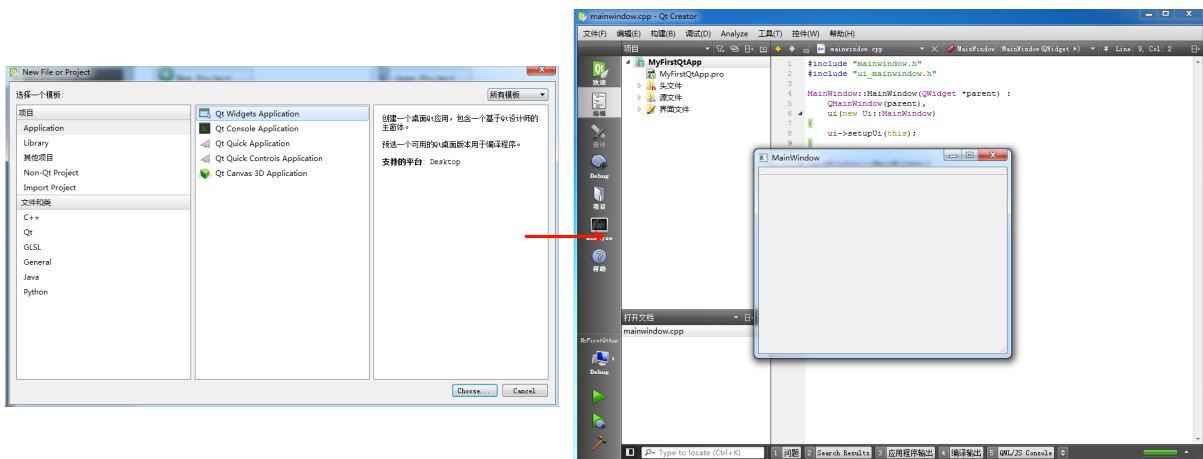 New File or Project
选择一个模板:
所有模板
项目
Application
Library
其他项目
Non-Qt Project
Import Project
文件和类
C++
Qt
GLSL
General
Java
Python
Qt Widgets Application
Qt Console Application
Qt Quick Application
Qt Quick Controls Application
Qt Canvas 3D Application
创建一个桌面Qt应用，包含一个基于Qt设计师的
主窗体。
预选一个可用的Qt桌面版本用于编译程序。
支持的平台: Desktop
Choose...
Cancel
mainwindow.cpp - Qt Creator
文件(F) 编辑(E) 构建(B) 调试(D) Analyze 工具(T) 控件(W) 帮助(H)
项目
mainwindow.cpp
MainWindow::MainWindow(QWidget *)
# Line: 9, Col: 2
欢迎
编辑
设计
Debug
项目
Analyze
帮助
MyFirstQtApp
MyFirstQtApp.pro
头文件
源文件
界面文件
1 #include "mainwindow.h"
2 #include "ui_mainwindow.h"
3
4 MainWindow::MainWindow(QWidget *parent) :
5 QMainWindow(parent),
6 ui(new Ui::MainWindow)
7 {
8 ui->setupUi(this);
9 }
MainWindow
打开文档
mainwindow.cpp
MyFirstQtApp
Debug
Type to locate (Ctrl+K)
1 问题 2 Search Results 3 应用程序输出 4 编译输出 5 QML/JS Console